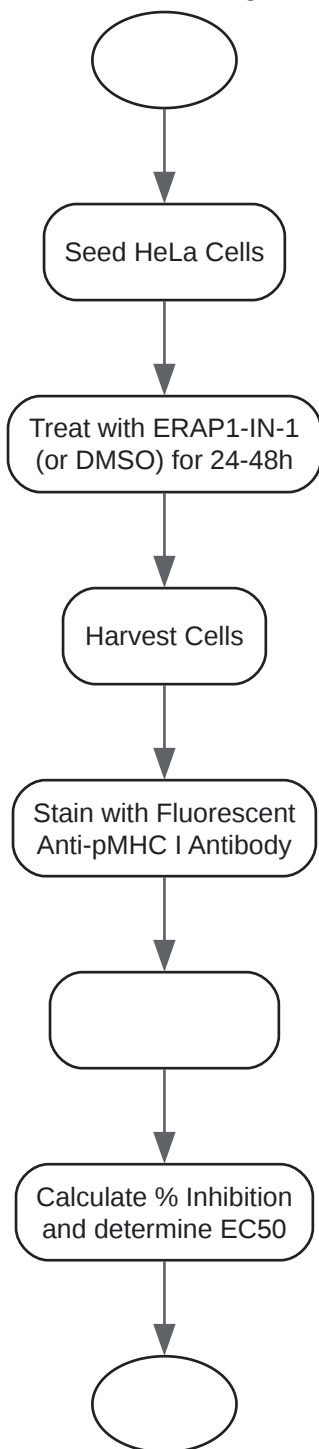 Seed HeLa Cells
Treat with ERAP1-IN-1
(or DMSO) for 24-48h
Harvest Cells
Stain with Fluorescent
Anti-pMHC I Antibody
Calculate % Inhibition
and determine EC50